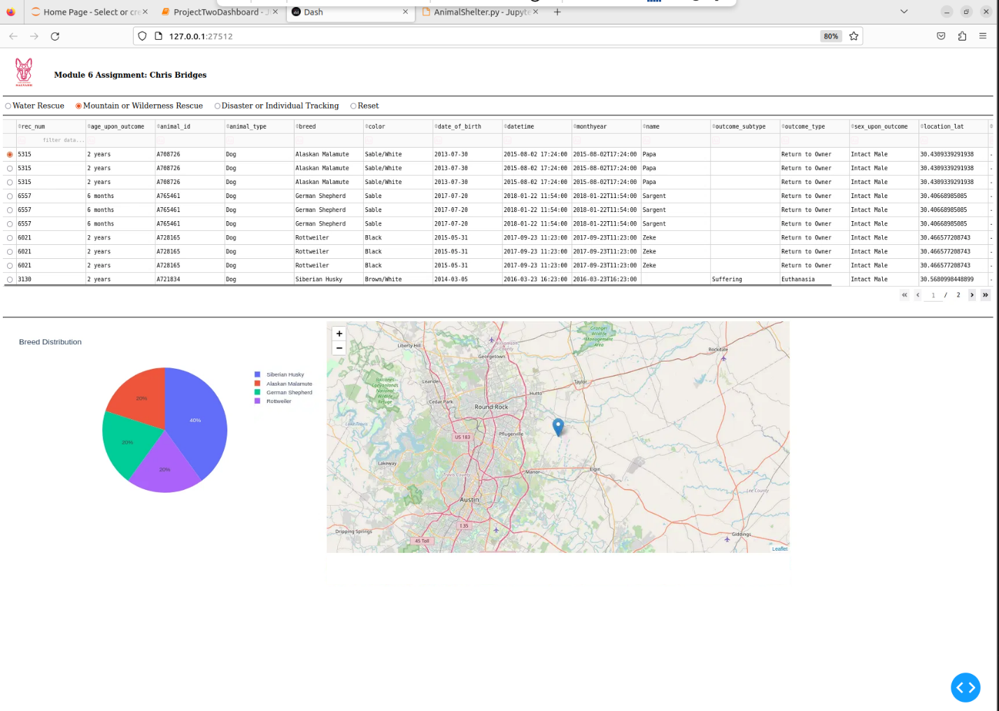 Home Page - Select or cre
ProjectTwoDashboard - J
Dash
AnimalShelter.py - Jupyte
127.0.0.1:27512
80%
Module 6 Assignment: Chris Bridges
Water Rescue Mountain or Wilderness Rescue Disaster or Individual Tracking Reset
rec_num age_upon_outcome animal_id animal_type breed color date_of_birth datetime monthyear name outcome_subtype outcome_type sex_upon_outcome location_lat
filter data...
5315 2 years A708726 Dog Alaskan Malamute Sable/White 2013-07-30 2015-08-02 17:24:00 2015-08-02T17:24:00 Papa Return to Owner Intact Male 30.4309339291938 -
5315 2 years A708726 Dog Alaskan Malamute Sable/White 2013-07-30 2015-08-02 17:24:00 2015-08-02T17:24:00 Papa Return to Owner Intact Male 30.4309339291938 -
5315 2 years A708726 Dog Alaskan Malamute Sable/White 2013-07-30 2015-08-02 17:24:00 2015-08-02T17:24:00 Papa Return to Owner Intact Male 30.4309339291938 -
6557 6 months A765461 Dog German Shepherd Sable 2017-07-20 2018-01-22 11:54:00 2018-01-22T11:54:00 Sargent Return to Owner Intact Male 30.40668985085 -
6557 6 months A765461 Dog German Shepherd Sable 2017-07-20 2018-01-22 11:54:00 2018-01-22T11:54:00 Sargent Return to Owner Intact Male 30.40668985085 -
6557 6 months A765461 Dog German Shepherd Sable 2017-07-20 2018-01-22 11:54:00 2018-01-22T11:54:00 Sargent Return to Owner Intact Male 30.40668985085 -
6021 2 years A728165 Dog Rottweiler Black 2015-05-31 2017-09-23 11:23:00 2017-09-23T11:23:00 Zeke Return to Owner Intact Male 30.466577208743 -
6021 2 years A728165 Dog Rottweiler Black 2015-05-31 2017-09-23 11:23:00 2017-09-23T11:23:00 Zeke Return to Owner Intact Male 30.466577208743 -
6021 2 years A728165 Dog Rottweiler Black 2015-05-31 2017-09-23 11:23:00 2017-09-23T11:23:00 Zeke Return to Owner Intact Male 30.466577208743 -
3130 2 years A721834 Dog Siberian Husky Brown/White 2014-03-05 2016-03-23 16:23:00 2016-03-23T16:23:00 Suffering Euthanasia Intact Male 30.5680998448899 -
« ‹ 1 / 2 › »
Breed Distribution
Siberian Husky
Alaskan Malamute
German Shepherd
Rottweiler
20%
40%
20%
20%
+
−
Granger
Wildlife
Management
Area
Liberty Hill
Williamson
County
Rockdale
Georgetown
Leander
Taylor
Balcones
Canyonlands
National
Wildlife
Refuge
Hutto
Cedar Park
Round Rock
Lake Travis
US 183
Pflugerville
Lakeway
Travis County
Manor
Elgin
Lee County
Austin
I 35
Dripping Springs
45 Toll
Giddings
Leaflet